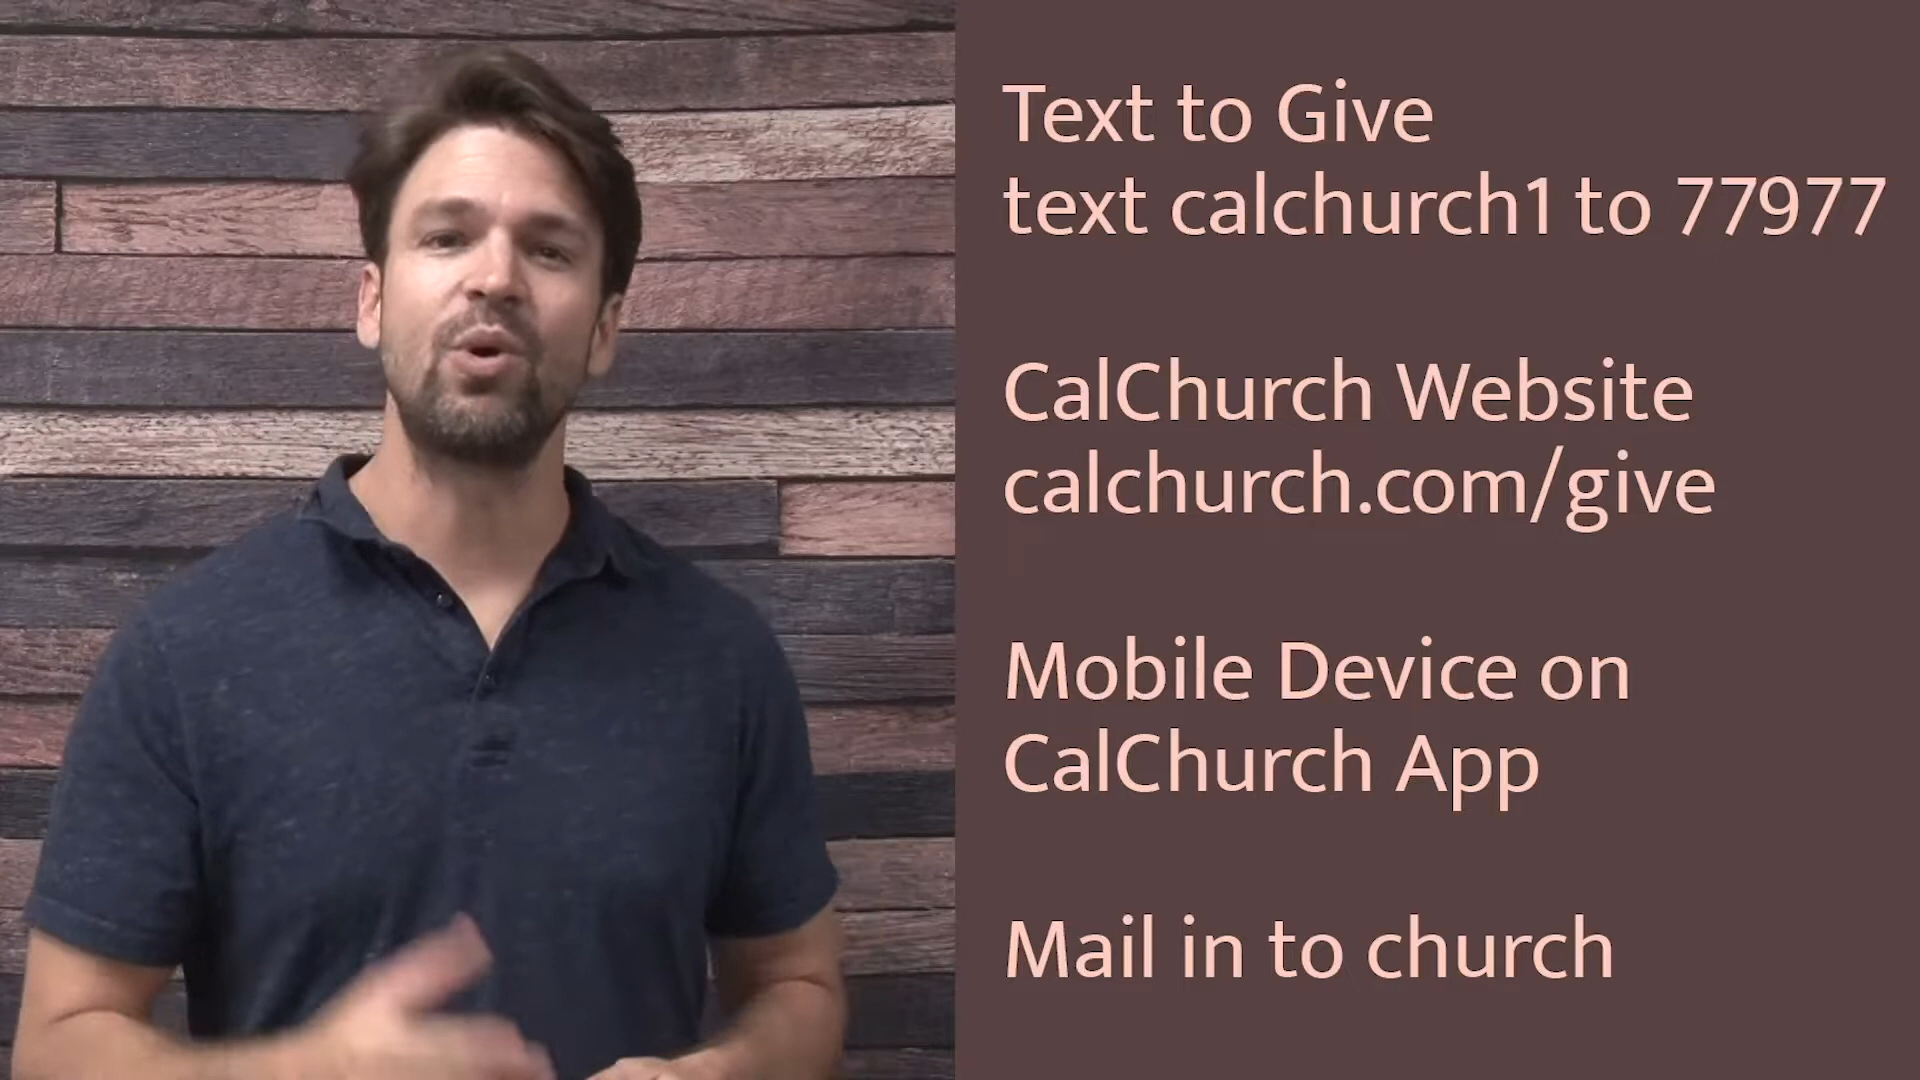 Text to Give
text calchurch1 to 77977
CalChurch Website
calchurch.com/give
Mobile Device on
CalChurch App
Mail in to church